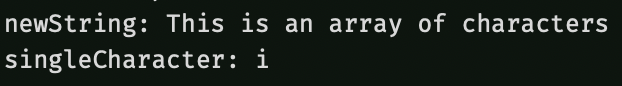 newString: This is an array of characters
singleCharacter: i